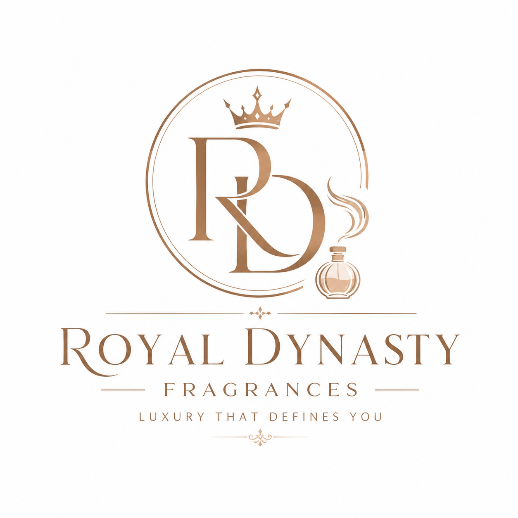 RD
ROYAL DYNASTY
FRAGRANCES
LUXURY THAT DEFINES YOU